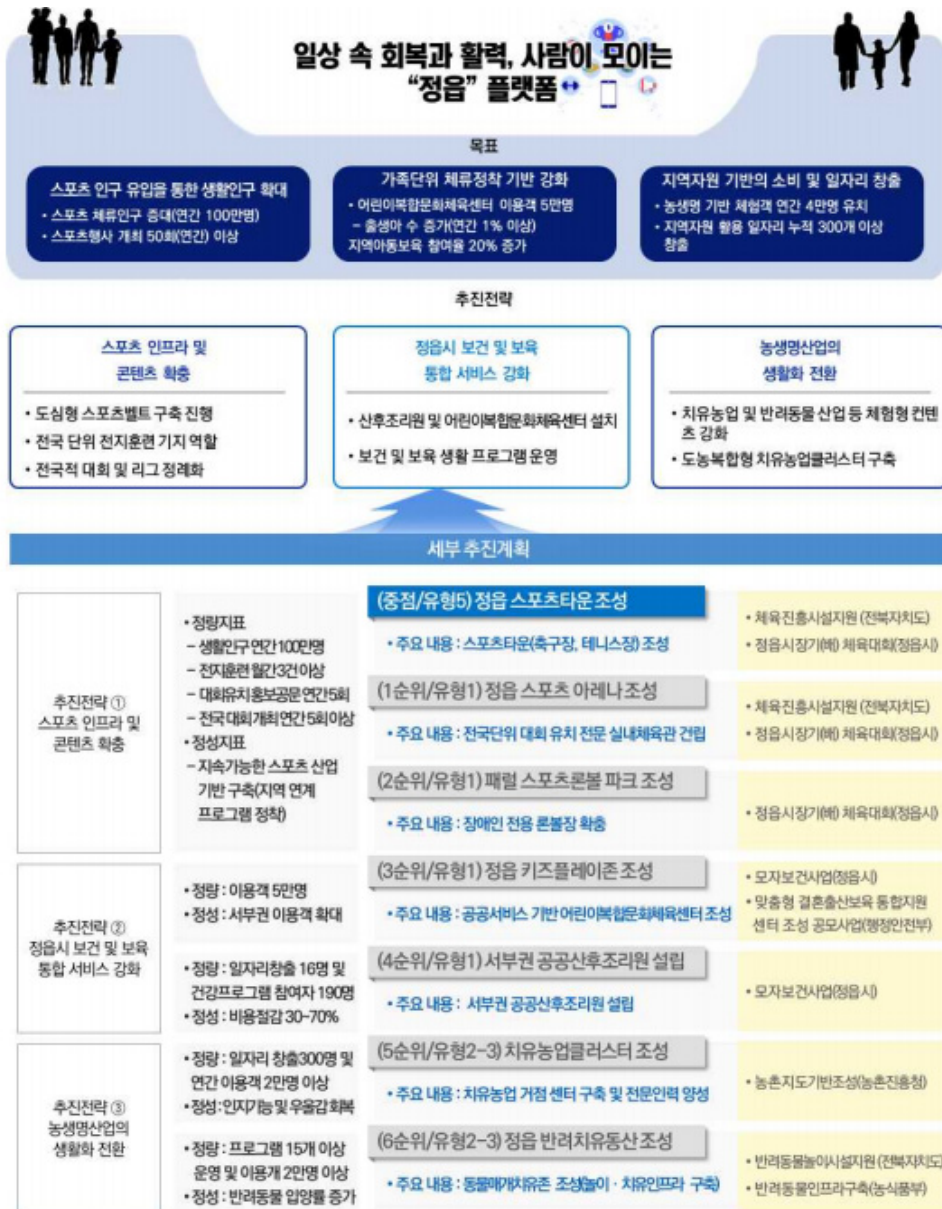 일상 속 회복과 활력, 사람이 모이는
“정읍” 플랫폼
목표
스포츠 인구 유입을 통한 생활인구 확대
• 스포츠 체류인구 증대(연간 100만명)
• 스포츠행사 개최 50회(연간) 이상
가족단위 체류정착 기반 강화
• 어린이복합문화체육센터 이용객 5만명
– 출생아 수 증가(연간 1% 이상)
지역아동보육 참여율 20% 증가
지역자원 기반의 소비 및 일자리 창출
• 농생명 기반 체험객 연간 4만명 유치
• 지역자원 활용 일자리 누적 300개 이상
창출
추진전략
스포츠 인프라 및
콘텐츠 확충
• 도심형 스포츠벨트 구축 진행
• 전국 단위 전지훈련 기지 역할
• 전국적 대회 및 리그 정례화
정읍시 보건 및 보육
통합 서비스 강화
• 산후조리원 및 어린이복합문화체육센터 설치
• 보건 및 보육 생활 프로그램 운영
농생명산업의
생활화 전환
• 치유농업 및 반려동물 산업 등 체험형 컨텐
츠 강화
• 도농복합형 치유농업클러스터 구축
세부 추진계획
추진전략 ①
스포츠 인프라 및
콘텐츠 확충
• 정량지표
– 생활인구 연간 100만명
– 전지훈련 월간 3건 이상
– 대회유치 홍보공문 연간 5회
– 전국 대회 개최 연간 5회 이상
• 정성지표
– 지속가능한 스포츠 산업
기반 구축(지역 연계
프로그램 정착)
(중점/유형5) 정읍 스포츠타운 조성
• 주요 내용 : 스포츠타운(축구장, 테니스장) 조성
• 체육진흥시설지원 (전북자치도)
• 정읍시장기(배) 체육대회(정읍시)
(1순위/유형1) 정읍 스포츠 아레나 조성
• 주요 내용 : 전국단위 대회 유치 전문 실내체육관 건립
• 체육진흥시설지원 (전북자치도)
• 정읍시장기(배) 체육대회(정읍시)
(2순위/유형1) 패럴 스포츠론볼 파크 조성
• 주요 내용 : 장애인 전용 론볼장 확충
• 정읍시장기(배) 체육대회(정읍시)
추진전략 ②
정읍시 보건 및 보육
통합 서비스 강화
• 정량 : 이용객 5만명
• 정성 : 서부권 이용객 확대
(3순위/유형1) 정읍 키즈플레이존 조성
• 주요 내용 : 공공서비스 기반 어린이복합문화체육센터 조성
• 모자보건사업(정읍시)
• 맞춤형 결혼출산보육 통합지원
센터 조성 공모사업(행정안전부)
• 정량 : 일자리창출 16명 및
건강프로그램 참여자 190명
• 정성 : 비용절감 30~70%
(4순위/유형1) 서부권 공공산후조리원 설립
• 주요 내용 : 서부권 공공산후조리원 설립
• 모자보건사업(정읍시)
추진전략 ③
농생명산업의
생활화 전환
• 정량 : 일자리 창출300명 및
연간 이용객 2만명 이상
• 정성 : 인지기능 및 우울감 회복
(5순위/유형2-3) 치유농업클러스터 조성
• 주요 내용 : 치유농업 거점 센터 구축 및 전문인력 양성
• 농촌지도기반조성(농촌진흥청)
• 정량 : 프로그램 15개 이상
운영 및 이용개 2만명 이상
• 정성 : 반려동물 입양률 증가
(6순위/유형2-3) 정읍 반려치유동산 조성
• 주요 내용 : 동물매개치유존 조성(놀이 · 치유인프라 구축)
• 반려동물놀이시설지원 (전북자치도)
• 반려동물인프라구축(농식품부)